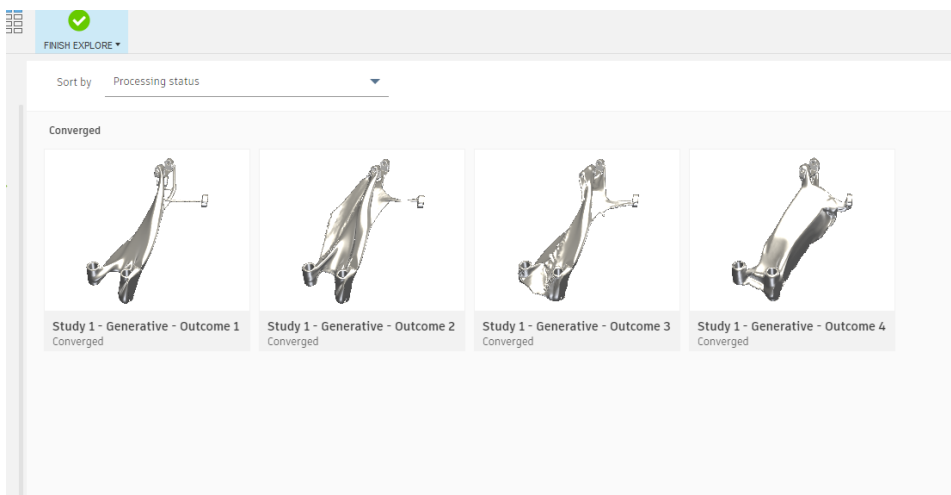 FINISH EXPLORE
Sort by Processing status
Converged
Study 1 - Generative - Outcome 1
Converged
Study 1 - Generative - Outcome 2
Converged
Study 1 - Generative - Outcome 3
Converged
Study 1 - Generative - Outcome 4
Converged